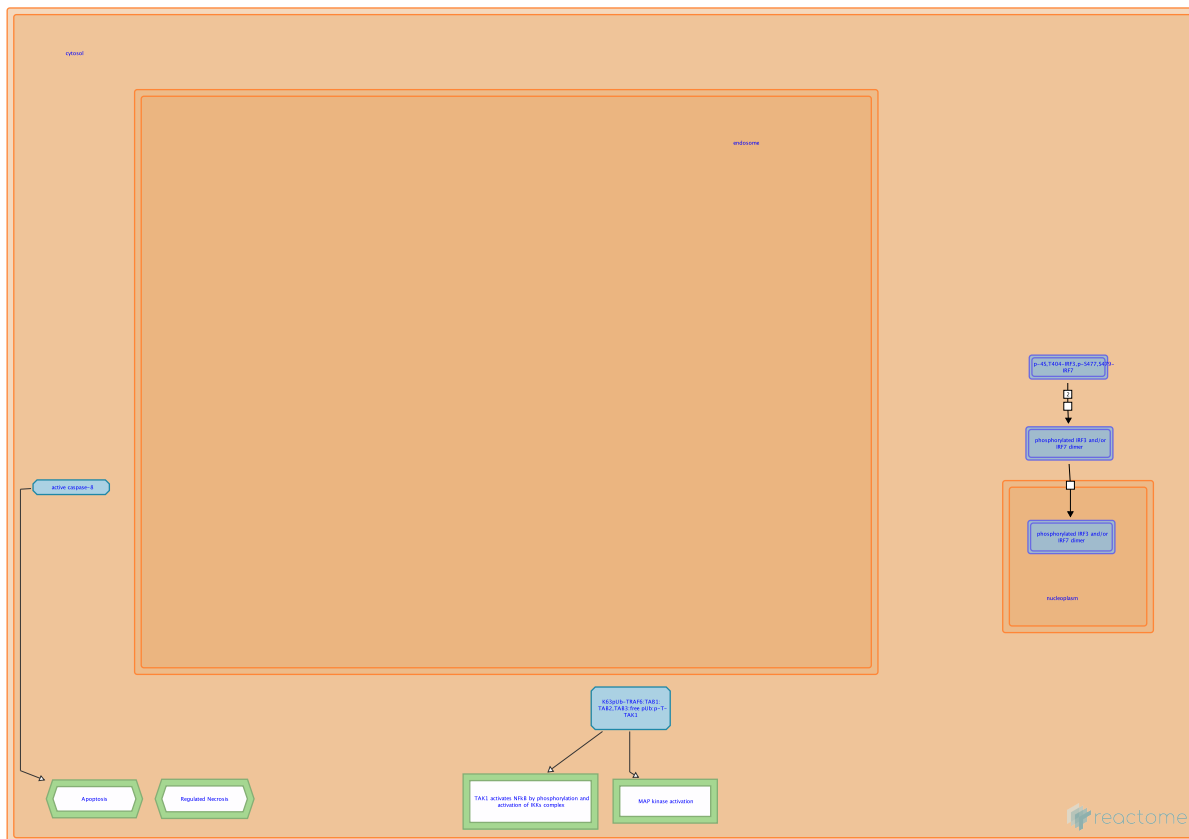 cytosol
endosome
p-4S,T404-IRF3,p-S477,S479-
IRF7
2
phosphorylated IRF3 and/or
IRF7 dimer
active caspase-8
phosphorylated IRF3 and/or
IRF7 dimer
nucleoplasm
K63pUb-TRAF6:TAB1:
TAB2,TAB3:free pUb:p-T-
TAK1
Apoptosis
Regulated Necrosis
TAK1 activates NFkB by phosphorylation and
activation of IKKs complex
MAP kinase activation
reactome